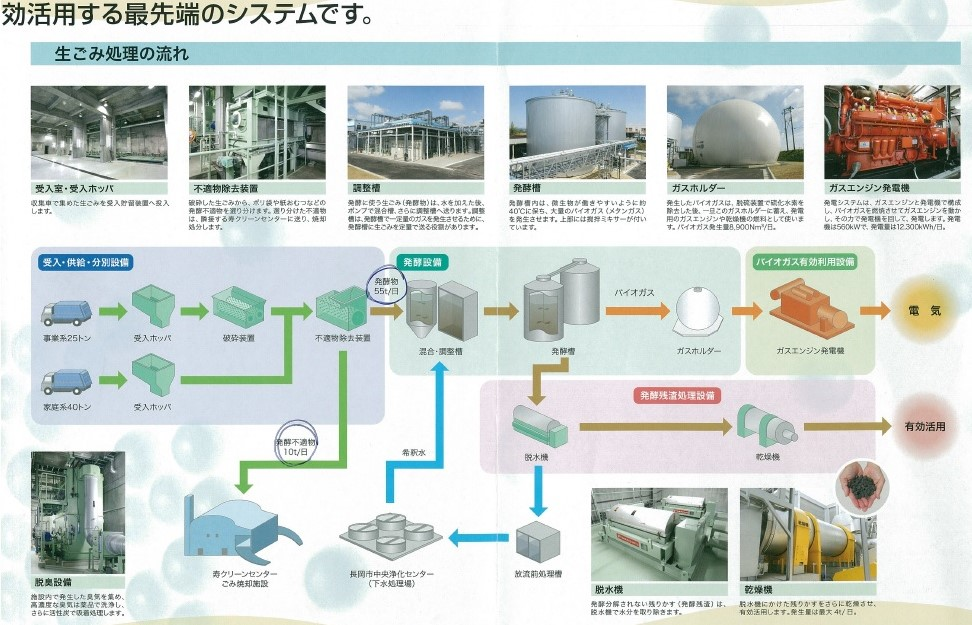 効活用する最先端のシステムです。
生ごみ処理の流れ
受入室・受入ホッパ
収集車で集めた生ごみを受入貯留装置へ投入
します。
不適物除去装置
破砕した生ごみから、ポリ袋や紙おむつなどの
発酵不適物を選り分けます。選り分けた不適物
は、隣接する寿クリーンセンターに送り、焼却
処分します。
調整槽
発酵に使う生ごみ(発酵物)は、水を加えた後、
ポンプで混合槽、さらに調整槽へ送ります。調整
槽は、発酵槽で一定量のガスを発生させるために、
発酵槽に生ごみを定量で送る役割があります。
発酵槽
発酵槽内は、微生物が働きやすいように約
40℃に保ち、大量のバイオガス(メタンガス)
を発生させます。上部には攪拌ミキサーが付い
ています。
ガスホルダー
発生したバイオガスは、脱硫装置で硫化水素
を除去した後、一旦このガスホルダーに蓄え、発電
用のガスエンジンや乾燥機の燃料として使いま
す。バイオガス発生量8,900Nm³/日。
ガスエンジン発電機
発電システムは、ガスエンジンと発電機で構成
し、バイオガスを燃焼させてガスエンジンを動か
し、その力で発電機を回して、発電します。発電
機は560kWで、発電量は12,300kWh/日。
受入・供給・分別設備
発酵設備
バイオガス有効利用設備
発酵物
55t/日
事業系25トン
受入ホッパ
破砕装置
不適物除去装置
混合・調整槽
発酵槽
バイオガス
ガスホルダー
ガスエンジン発電機
電気
家庭系40トン
受入ホッパ
発酵残渣処理設備
発酵不適物
10t/日
希釈水
脱水機
乾燥機
有効活用
寿クリーンセンター
ごみ焼却施設
長岡市中央浄化センター
(下水処理場)
放流前処理槽
脱臭設備
施設内で発生した臭気を集め、
高濃度な臭気は薬品で洗浄し、
さらに活性炭で吸着処理します。
脱水機
発酵分解されない残りかす(発酵残渣)は、
脱水機で水分を取り除きます。
乾燥機
脱水機にかけた残りかすをさらに乾燥させ、
有効活用します。発生量は最大 4t/日。